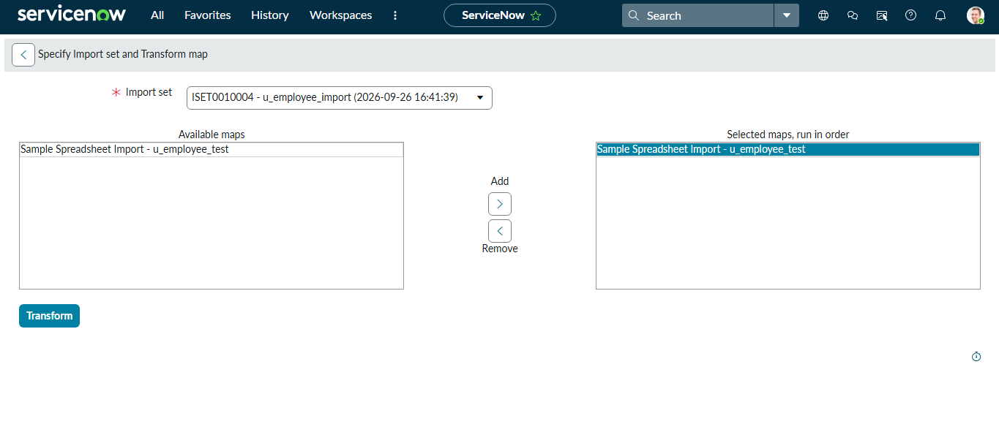 servicenow All Favorites History Workspaces ServiceNow Search
Specify Import set and Transform map
Import set ISET0010004 - u_employee_import (2026-09-26 16:41:39)
Available maps
Sample Spreadsheet Import - u_employee_test
Add
Remove
Selected maps, run in order
Sample Spreadsheet Import - u_employee_test
Transform